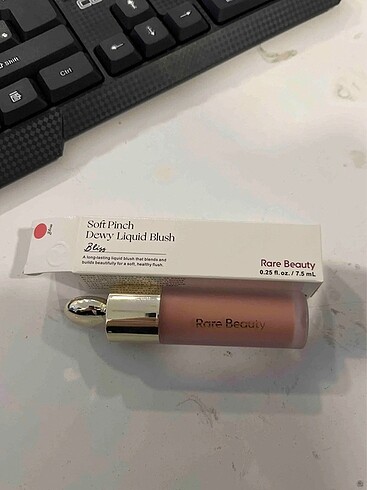 Shift
Ctrl
Soft Pinch
Dewy Liquid Blush
Bliss
A long-lasting liquid blush that blends and
builds beautifully for a soft, healthy flush.
Rare Beauty
0.25 fl. oz. / 7.5 mL
Bliss
Rare Beauty